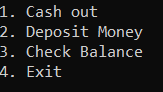 1. Cash out
2. Deposit Money
3. Check Balance
4. Exit